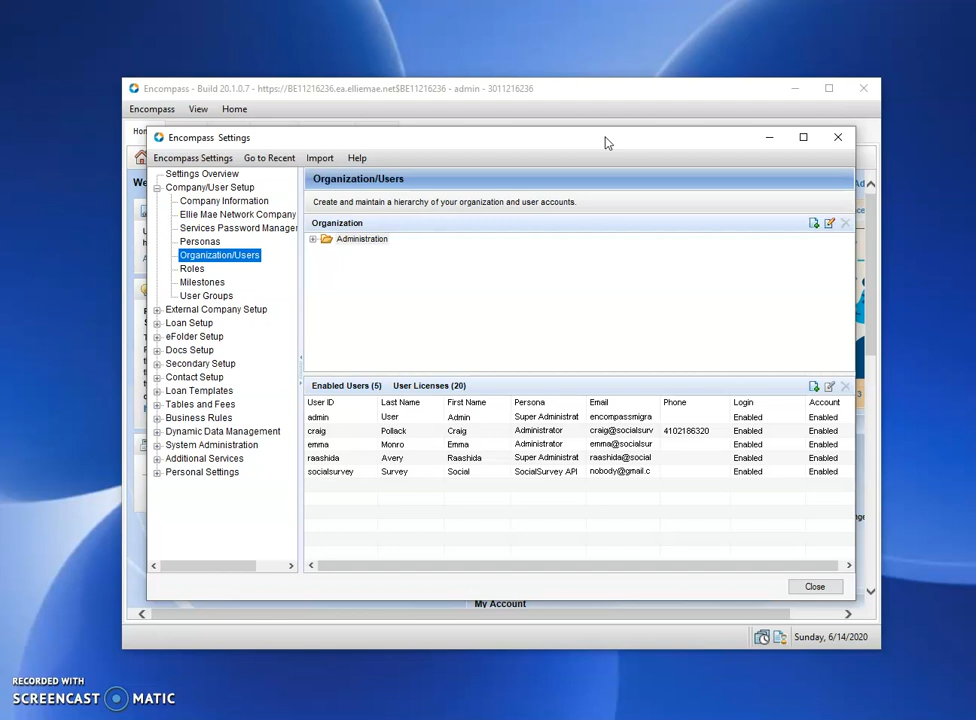 Encompass - Build 20.1.0.7 - https://BE11216236.ea.elliemae.net$BE11216236 - admin - 3011216236
Encompass View Home
Encompass Settings
Encompass Settings Go to Recent Import Help
Settings Overview
Company/User Setup
Company Information
Ellie Mae Network Company
Services Password Manager
Personas
Organization/Users
Roles
Milestones
User Groups
External Company Setup
Loan Setup
eFolder Setup
Docs Setup
Secondary Setup
Contact Setup
Loan Templates
Tables and Fees
Business Rules
Dynamic Data Management
System Administration
Additional Services
Personal Settings
Organization/Users
Create and maintain a hierarchy of your organization and user accounts.
Organization
Administration
Enabled Users (5) User Licenses (20)
User ID Last Name First Name Persona Email Phone Login Account
admin User Admin Super Administrat encompassmigra Enabled Enabled
craig Pollack Craig Administrator craig@socialsurv 4102186320 Enabled Enabled
emma Monro Emma Administrator emma@socialsur Enabled Enabled
raashida Avery Raashida Super Administrat raashida@social Enabled Enabled
socialsurvey Survey Social SocialSurvey API nobody@gmail.c Enabled Enabled
Close
My Account
Sunday, 6/14/2020
RECORDED WITH
SCREENCAST MATIC